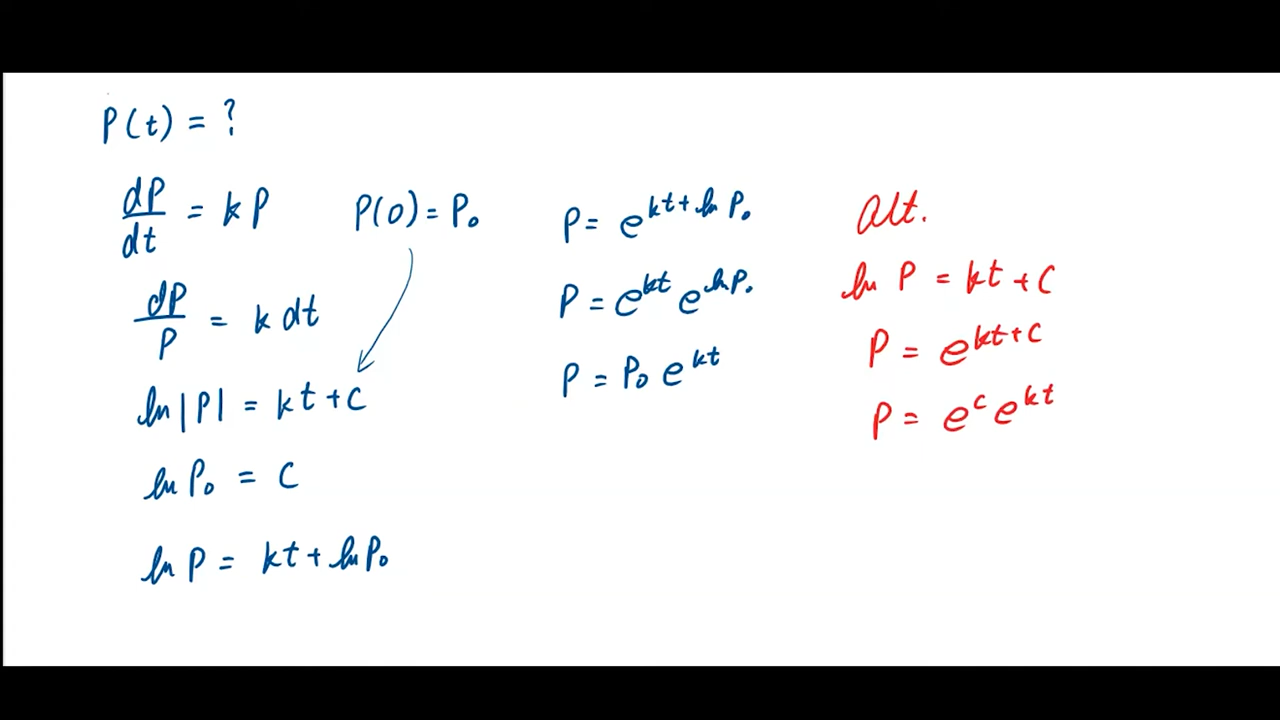 P(t) = ?
dP/dt = kP    P(0) = P₀
dP/P = k dt
ln|P| = kt + C
ln P₀ = C
ln P = kt + ln P₀
P = e^(kt + ln P₀)
P = e^(kt) e^(ln P₀)
P = P₀ e^(kt)
Alt.
ln P = kt + C
P = e^(kt+C)
P = e^C e^(kt)